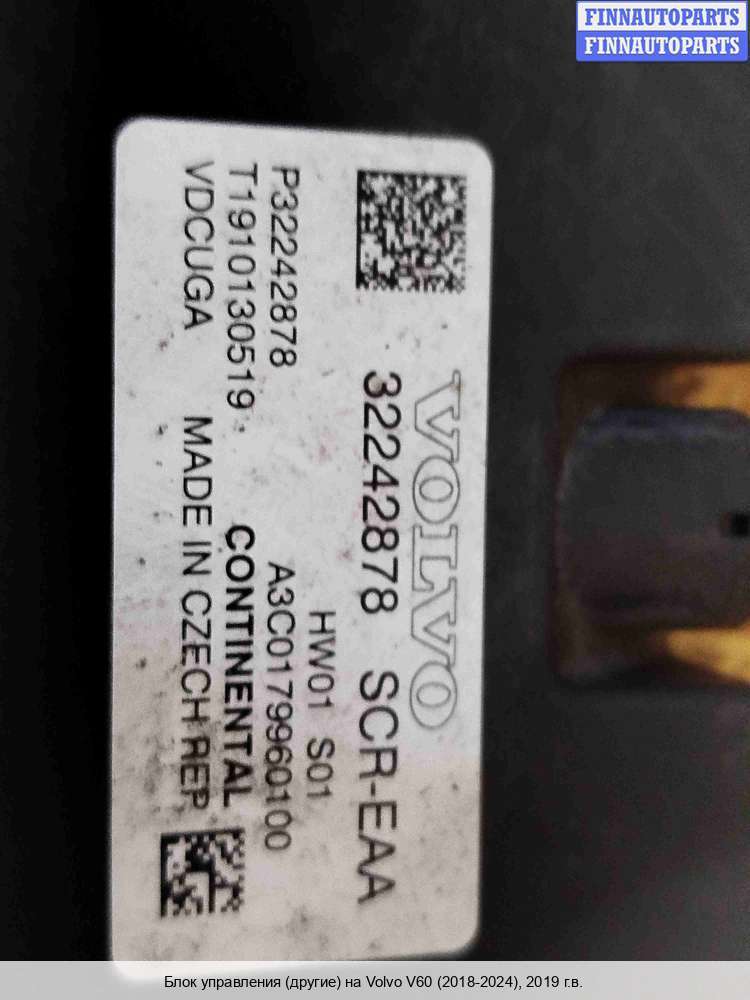 FINNAUTOPARTS
FINNAUTOPARTS
VOLVO
32242878 SCR-EAA
HW01 S01
P32242878 A3C0179960100
T1910130519 CONTINENTAL
VDCUGA MADE IN CZECH REP
Блок управления (другие) на Volvo V60 (2018-2024), 2019 г.в.